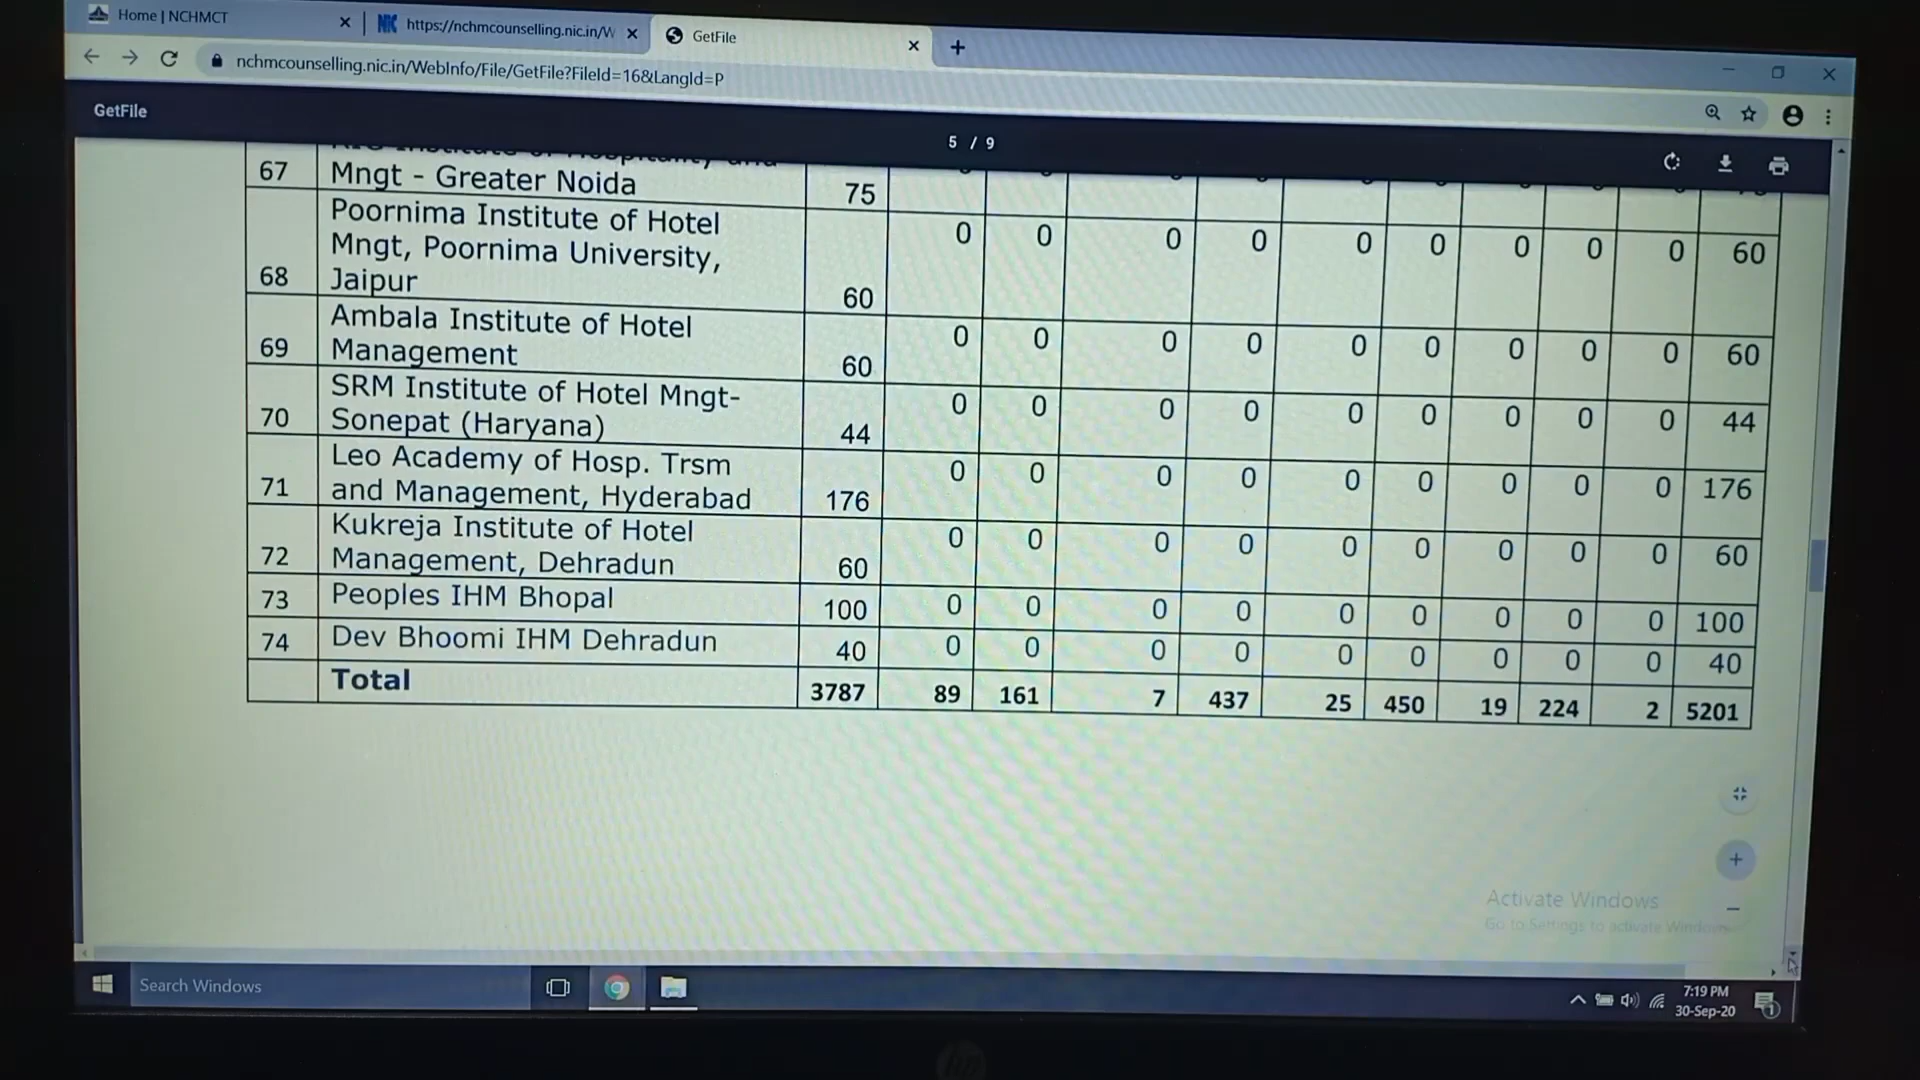 Home | NCHMCT
NIC https://nchmcounselling.nic.in/W
GetFile
nchmcounselling.nic.in/WebInfo/File/GetFile?FileId=16&LangId=P
GetFile
5 / 9
67 Mngt - Greater Noida 75
Poornima Institute of Hotel
Mngt, Poornima University,
68 Jaipur 60 0 0 0 0 0 0 0 0 0 60
Ambala Institute of Hotel
69 Management 60 0 0 0 0 0 0 0 0 0 60
SRM Institute of Hotel Mngt-
70 Sonepat (Haryana) 44 0 0 0 0 0 0 0 0 0 44
Leo Academy of Hosp. Trsm
71 and Management, Hyderabad 176 0 0 0 0 0 0 0 0 0 176
Kukreja Institute of Hotel
72 Management, Dehradun 60 0 0 0 0 0 0 0 0 0 60
73 Peoples IHM Bhopal 100 0 0 0 0 0 0 0 0 0 100
74 Dev Bhoomi IHM Dehradun 40 0 0 0 0 0 0 0 0 0 40
Total 3787 89 161 7 437 25 450 19 224 2 5201
Activate Windows
Go to Settings to activate Windows
Search Windows
7:19 PM
30-Sep-20
1
hp